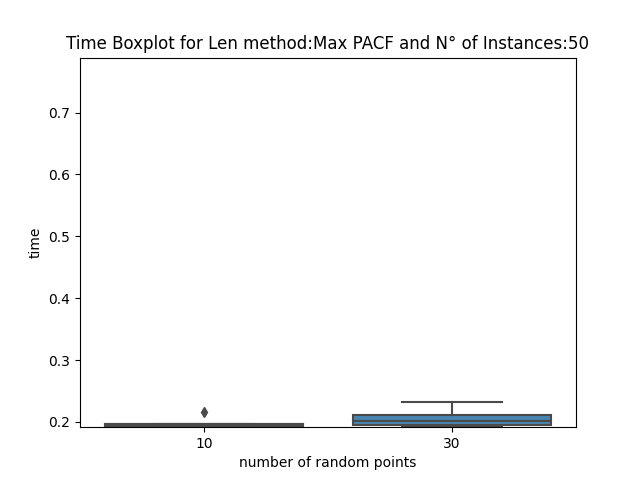 Time Boxplot for Len method:Max PACF and N° of Instances:50
0.7
0.6
0.5
0.4
0.3
0.2
time
10 30
number of random points